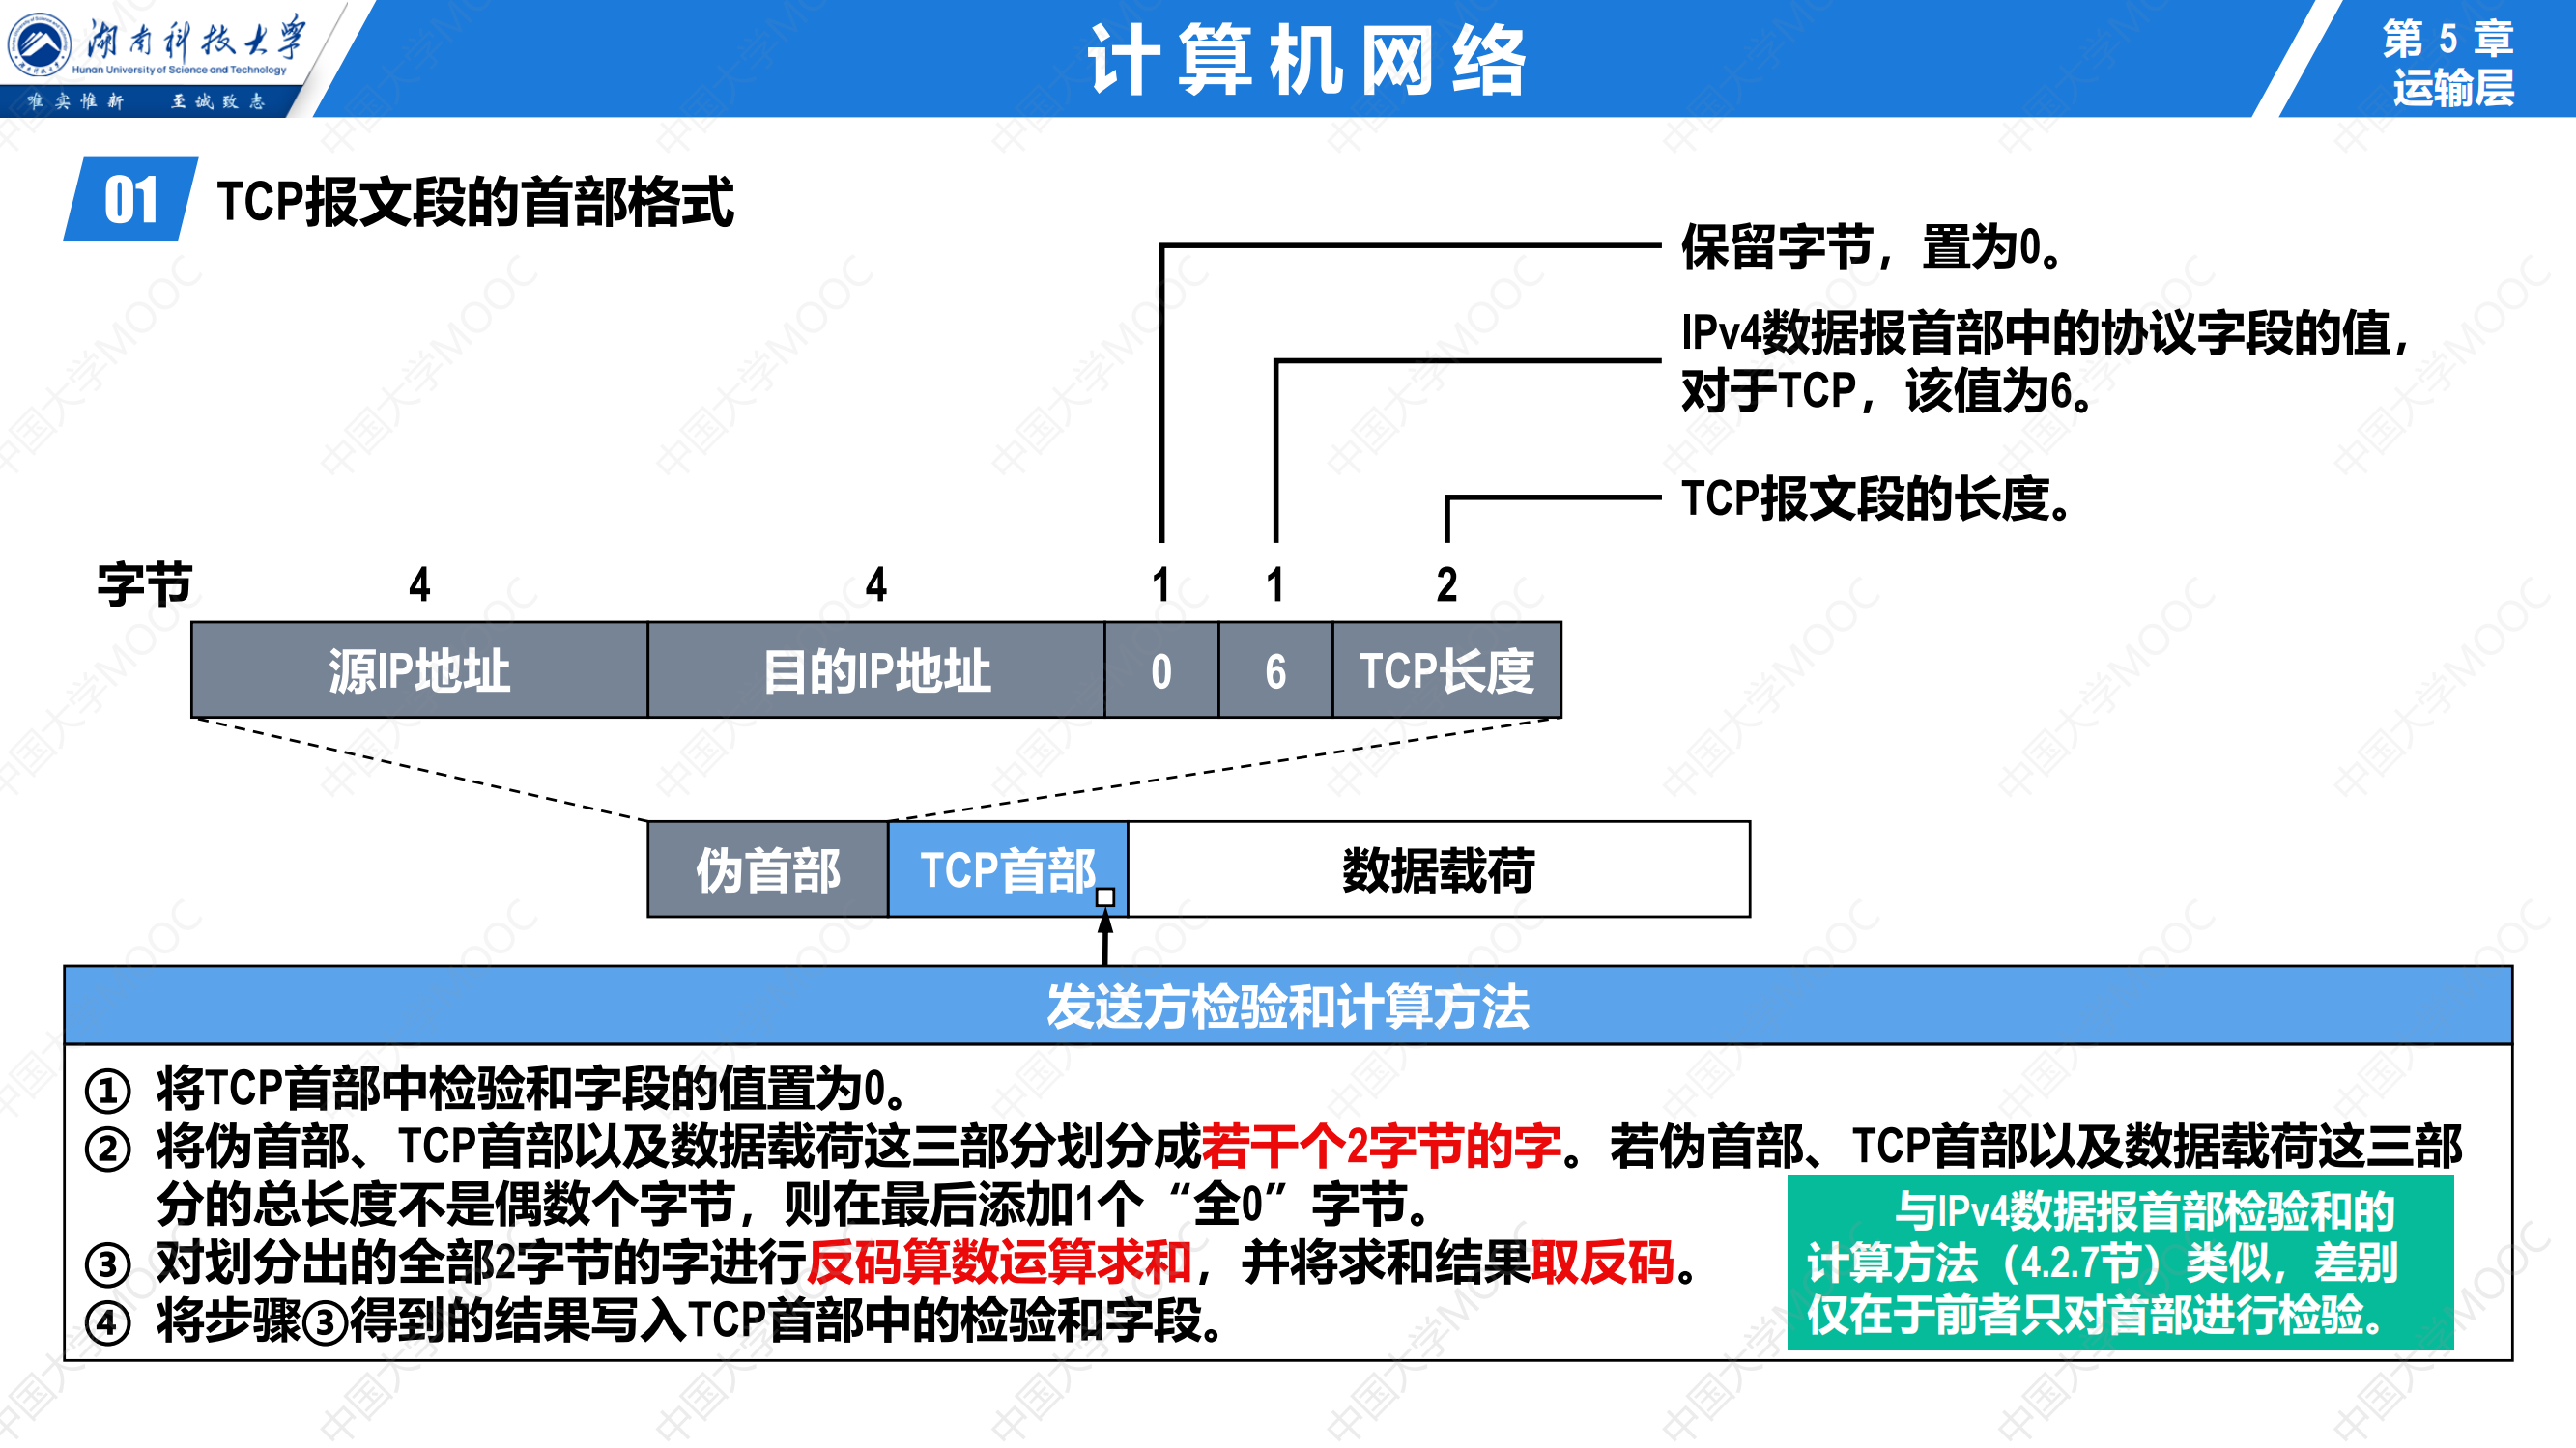 湖南科技大学
Hunan University of Science and Technology
唯实惟新 至诚致志
计算机网络
第 5 章
运输层
01 TCP报文段的首部格式
保留字节，置为0。
IPv4数据报首部中的协议字段的值，
对于TCP，该值为6。
TCP报文段的长度。
字节 4 4 1 1 2
源IP地址 目的IP地址 0 6 TCP长度
伪首部 TCP首部 数据载荷
发送方检验和计算方法
① 将TCP首部中检验和字段的值置为0。
② 将伪首部、TCP首部以及数据载荷这三部分划分成若干个2字节的字。若伪首部、TCP首部以及数据载荷这三部
分的总长度不是偶数个字节，则在最后添加1个“全0”字节。
③ 对划分出的全部2字节的字进行反码算数运算求和，并将求和结果取反码。
④ 将步骤③得到的结果写入TCP首部中的检验和字段。
与IPv4数据报首部检验和的
计算方法（4.2.7节）类似，差别
仅在于前者只对首部进行检验。
中国大学MOOC